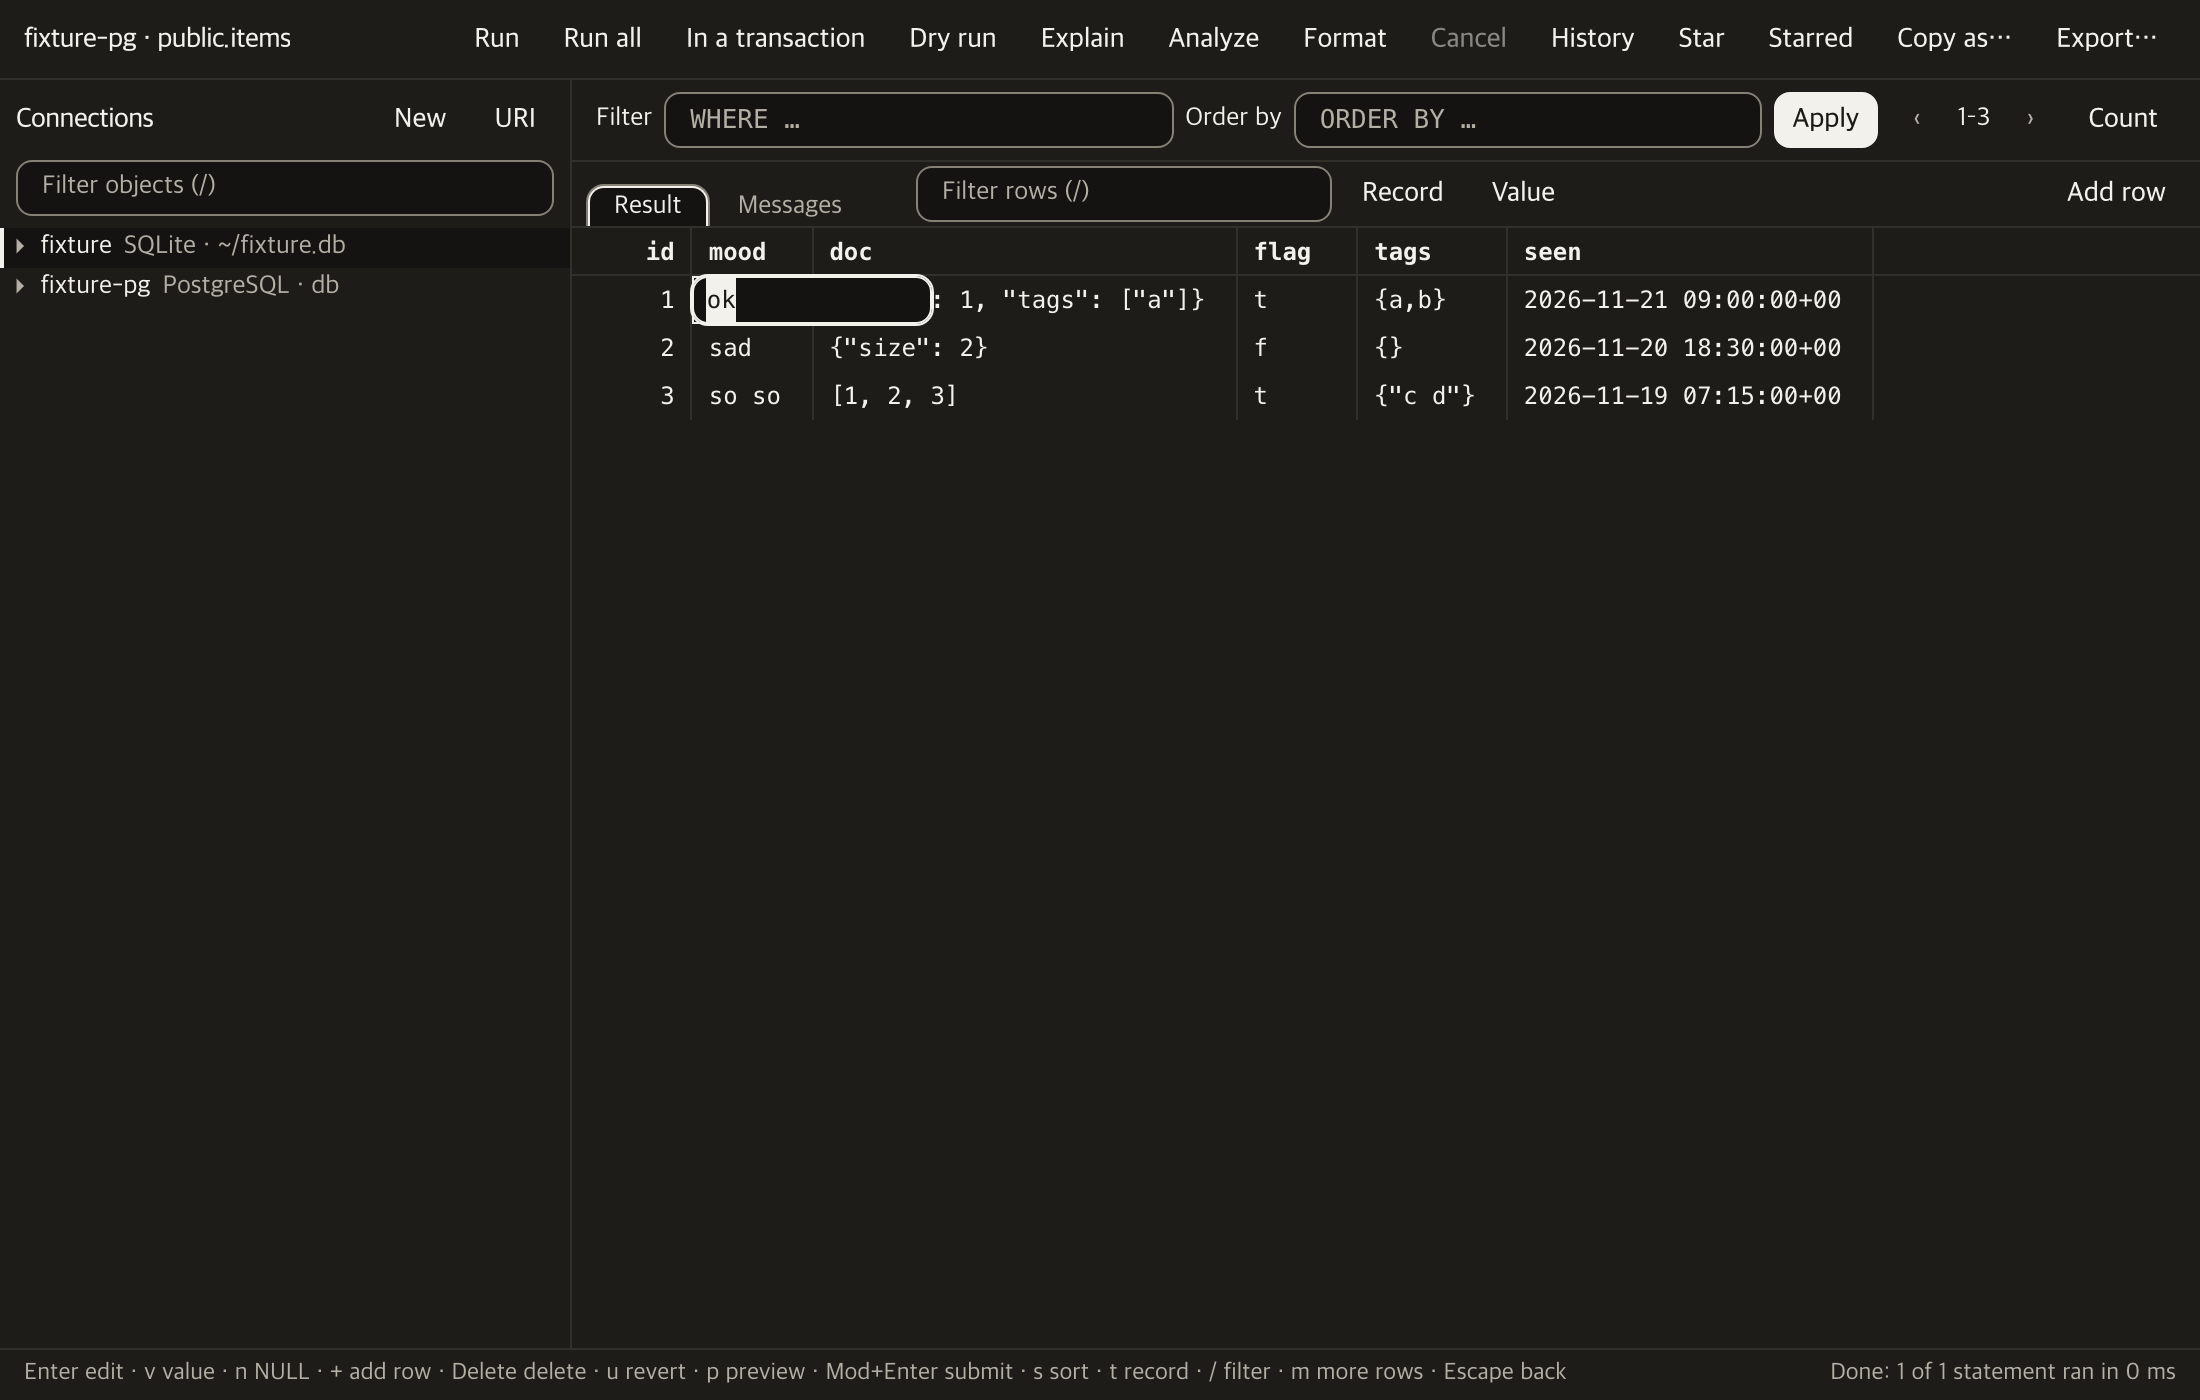 fixture-pg · public.items Run Run all In a transaction Dry run Explain Analyze Format Cancel History Star Starred Copy as··· Export···
Connections New URI
Filter objects (/)
fixture SQLite · ~/fixture.db
fixture-pg PostgreSQL · db
Filter WHERE … Order by ORDER BY … Apply ‹ 1-3 › Count
Result Messages Filter rows (/) Record Value Add row
id mood doc flag tags seen
1 ok : 1, "tags": ["a"]} t {a,b} 2026-11-21 09:00:00+00
2 sad {"size": 2} f {} 2026-11-20 18:30:00+00
3 so so [1, 2, 3] t {"c d"} 2026-11-19 07:15:00+00
Enter edit · v value · n NULL · + add row · Delete delete · u revert · p preview · Mod+Enter submit · s sort · t record · / filter · m more rows · Escape back Done: 1 of 1 statement ran in 0 ms